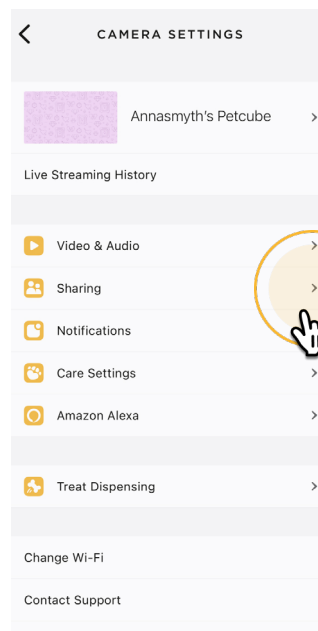 CAMERA SETTINGS
Annasmyth's Petcube
Live Streaming History
Video & Audio
Sharing
Notifications
Care Settings
Amazon Alexa
Treat Dispensing
Change Wi-Fi
Contact Support